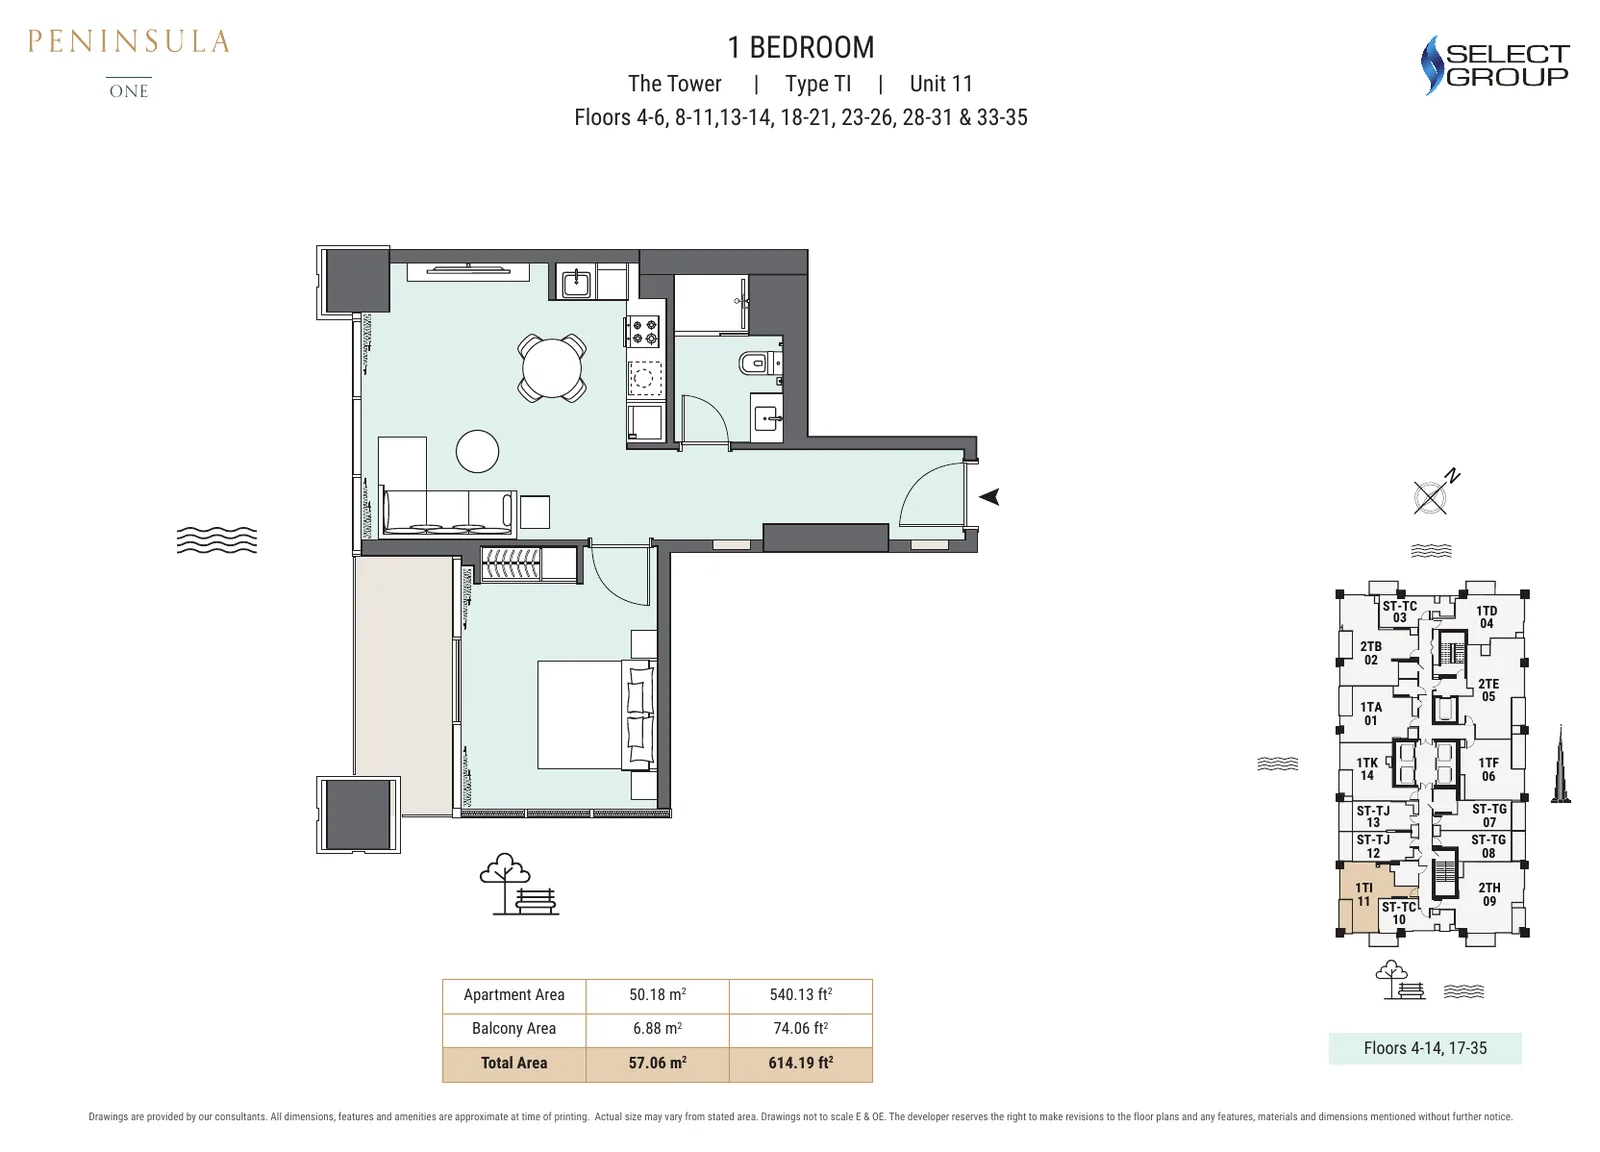 PENINSULA
ONE
1 BEDROOM
The Tower | Type TI | Unit 11
Floors 4-6, 8-11,13-14, 18-21, 23-26, 28-31 & 33-35
SELECT
GROUP
N
ST-TC
03
1TD
04
2TB
02
2TE
05
1TA
01
1TK
14
1TF
06
ST-TJ
13
ST-TG
07
ST-TJ
12
ST-TG
08
1TI
11
ST-TC
10
2TH
09
Floors 4-14, 17-35
Apartment Area 50.18 m² 540.13 ft²
Balcony Area 6.88 m² 74.06 ft²
Total Area 57.06 m² 614.19 ft²
Drawings are provided by our consultants. All dimensions, features and amenities are approximate at time of printing. Actual size may vary from stated area. Drawings not to scale E & OE. The developer reserves the right to make revisions to the floor plans and any features, materials and dimensions mentioned without further notice.